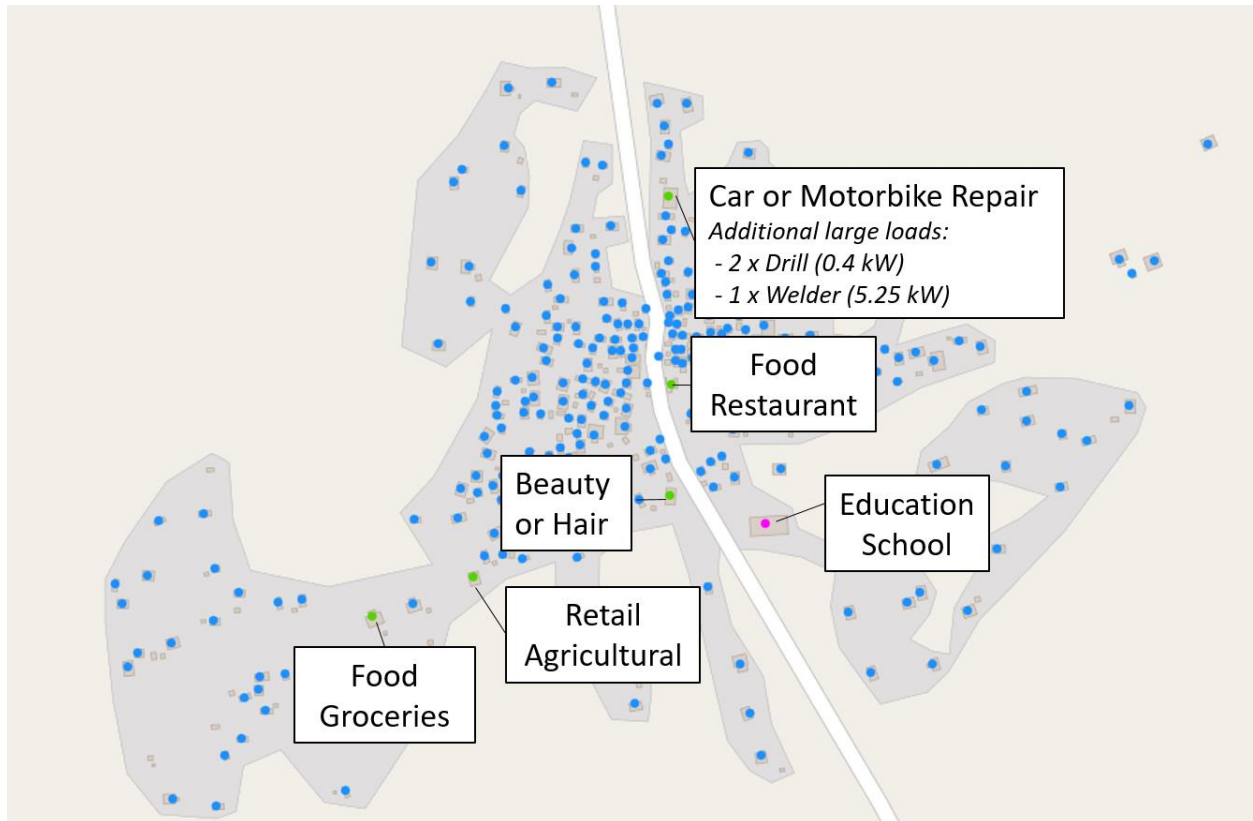 Car or Motorbike Repair
Additional large loads:
- 2 x Drill (0.4 kW)
- 1 x Welder (5.25 kW)
Food
Restaurant
Beauty
or Hair
Education
School
Retail
Agricultural
Food
Groceries